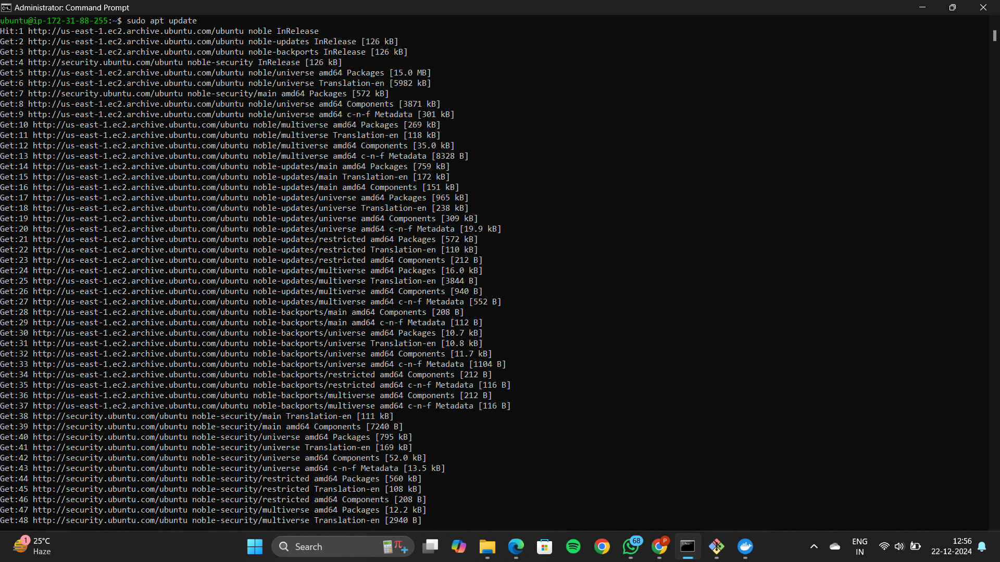 Administrator: Command Prompt
ubuntu@ip-172-31-88-255:~$ sudo apt update
Hit:1 http://us-east-1.ec2.archive.ubuntu.com/ubuntu noble InRelease
Get:2 http://us-east-1.ec2.archive.ubuntu.com/ubuntu noble-updates InRelease [126 kB]
Get:3 http://us-east-1.ec2.archive.ubuntu.com/ubuntu noble-backports InRelease [126 kB]
Get:4 http://security.ubuntu.com/ubuntu noble-security InRelease [126 kB]
Get:5 http://us-east-1.ec2.archive.ubuntu.com/ubuntu noble/universe amd64 Packages [15.0 MB]
Get:6 http://us-east-1.ec2.archive.ubuntu.com/ubuntu noble/universe Translation-en [5982 kB]
Get:7 http://security.ubuntu.com/ubuntu noble-security/main amd64 Packages [572 kB]
Get:8 http://us-east-1.ec2.archive.ubuntu.com/ubuntu noble/universe amd64 Components [3871 kB]
Get:9 http://us-east-1.ec2.archive.ubuntu.com/ubuntu noble/universe amd64 c-n-f Metadata [301 kB]
Get:10 http://us-east-1.ec2.archive.ubuntu.com/ubuntu noble/multiverse amd64 Packages [269 kB]
Get:11 http://us-east-1.ec2.archive.ubuntu.com/ubuntu noble/multiverse Translation-en [118 kB]
Get:12 http://us-east-1.ec2.archive.ubuntu.com/ubuntu noble/multiverse amd64 Components [35.0 kB]
Get:13 http://us-east-1.ec2.archive.ubuntu.com/ubuntu noble/multiverse amd64 c-n-f Metadata [8328 B]
Get:14 http://us-east-1.ec2.archive.ubuntu.com/ubuntu noble-updates/main amd64 Packages [759 kB]
Get:15 http://us-east-1.ec2.archive.ubuntu.com/ubuntu noble-updates/main Translation-en [172 kB]
Get:16 http://us-east-1.ec2.archive.ubuntu.com/ubuntu noble-updates/main amd64 Components [151 kB]
Get:17 http://us-east-1.ec2.archive.ubuntu.com/ubuntu noble-updates/universe amd64 Packages [965 kB]
Get:18 http://us-east-1.ec2.archive.ubuntu.com/ubuntu noble-updates/universe Translation-en [238 kB]
Get:19 http://us-east-1.ec2.archive.ubuntu.com/ubuntu noble-updates/universe amd64 Components [309 kB]
Get:20 http://us-east-1.ec2.archive.ubuntu.com/ubuntu noble-updates/universe amd64 c-n-f Metadata [19.9 kB]
Get:21 http://us-east-1.ec2.archive.ubuntu.com/ubuntu noble-updates/restricted amd64 Packages [572 kB]
Get:22 http://us-east-1.ec2.archive.ubuntu.com/ubuntu noble-updates/restricted Translation-en [110 kB]
Get:23 http://us-east-1.ec2.archive.ubuntu.com/ubuntu noble-updates/restricted amd64 Components [212 B]
Get:24 http://us-east-1.ec2.archive.ubuntu.com/ubuntu noble-updates/multiverse amd64 Packages [16.0 kB]
Get:25 http://us-east-1.ec2.archive.ubuntu.com/ubuntu noble-updates/multiverse Translation-en [3844 B]
Get:26 http://us-east-1.ec2.archive.ubuntu.com/ubuntu noble-updates/multiverse amd64 Components [940 B]
Get:27 http://us-east-1.ec2.archive.ubuntu.com/ubuntu noble-updates/multiverse amd64 c-n-f Metadata [552 B]
Get:28 http://us-east-1.ec2.archive.ubuntu.com/ubuntu noble-backports/main amd64 Components [208 B]
Get:29 http://us-east-1.ec2.archive.ubuntu.com/ubuntu noble-backports/main amd64 c-n-f Metadata [112 B]
Get:30 http://us-east-1.ec2.archive.ubuntu.com/ubuntu noble-backports/universe amd64 Packages [10.7 kB]
Get:31 http://us-east-1.ec2.archive.ubuntu.com/ubuntu noble-backports/universe Translation-en [10.8 kB]
Get:32 http://us-east-1.ec2.archive.ubuntu.com/ubuntu noble-backports/universe amd64 Components [11.7 kB]
Get:33 http://us-east-1.ec2.archive.ubuntu.com/ubuntu noble-backports/universe amd64 c-n-f Metadata [1104 B]
Get:34 http://us-east-1.ec2.archive.ubuntu.com/ubuntu noble-backports/restricted amd64 Components [212 B]
Get:35 http://us-east-1.ec2.archive.ubuntu.com/ubuntu noble-backports/restricted amd64 c-n-f Metadata [116 B]
Get:36 http://us-east-1.ec2.archive.ubuntu.com/ubuntu noble-backports/multiverse amd64 Components [212 B]
Get:37 http://us-east-1.ec2.archive.ubuntu.com/ubuntu noble-backports/multiverse amd64 c-n-f Metadata [116 B]
Get:38 http://security.ubuntu.com/ubuntu noble-security/main Translation-en [111 kB]
Get:39 http://security.ubuntu.com/ubuntu noble-security/main amd64 Components [7240 B]
Get:40 http://security.ubuntu.com/ubuntu noble-security/universe amd64 Packages [795 kB]
Get:41 http://security.ubuntu.com/ubuntu noble-security/universe Translation-en [169 kB]
Get:42 http://security.ubuntu.com/ubuntu noble-security/universe amd64 Components [52.0 kB]
Get:43 http://security.ubuntu.com/ubuntu noble-security/universe amd64 c-n-f Metadata [13.5 kB]
Get:44 http://security.ubuntu.com/ubuntu noble-security/restricted amd64 Packages [560 kB]
Get:45 http://security.ubuntu.com/ubuntu noble-security/restricted Translation-en [108 kB]
Get:46 http://security.ubuntu.com/ubuntu noble-security/restricted amd64 Components [208 B]
Get:47 http://security.ubuntu.com/ubuntu noble-security/multiverse amd64 Packages [12.2 kB]
Get:48 http://security.ubuntu.com/ubuntu noble-security/multiverse Translation-en [2940 B]
1
25°C
Haze
Search
68
P
ENG
IN
12:56
22-12-2024